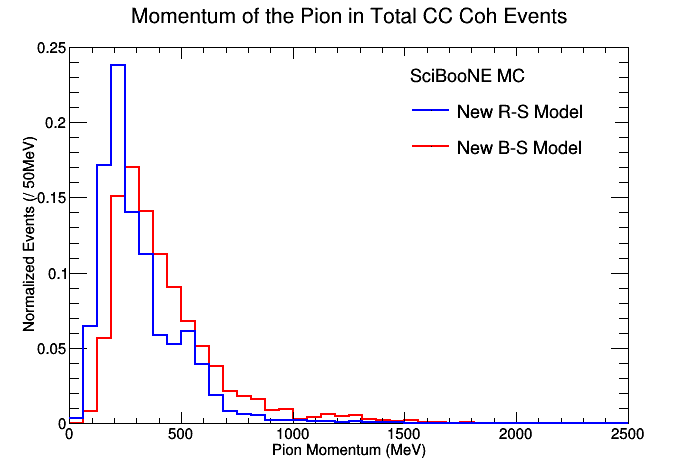 Momentum of the Pion in Total CC Coh Events
SciBooNE MC
New R-S Model
New B-S Model
Normalized Events (/ 50MeV)
0.25
0.2
0.15
0.1
0.05
0
0 500 1000 1500 2000 2500
Pion Momentum (MeV)